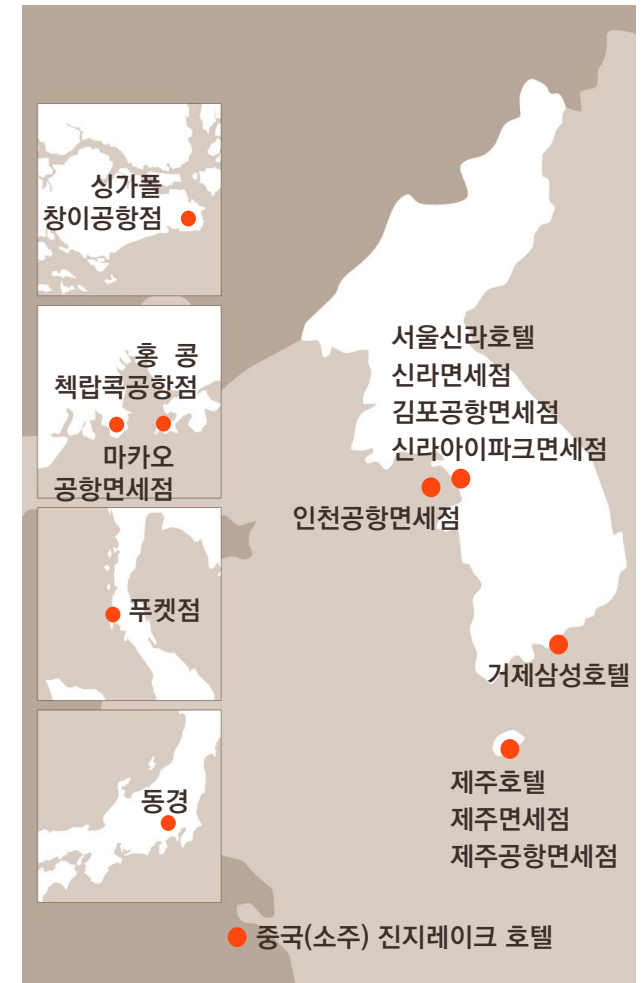 싱가폴
창이공항점
홍 콩
첵랍콕공항점
마카오
공항면세점
푸켓점
동경
서울신라호텔
신라면세점
김포공항면세점
신라아이파크면세점
인천공항면세점
거제삼성호텔
제주호텔
제주면세점
제주공항면세점
중국(소주) 진지레이크 호텔